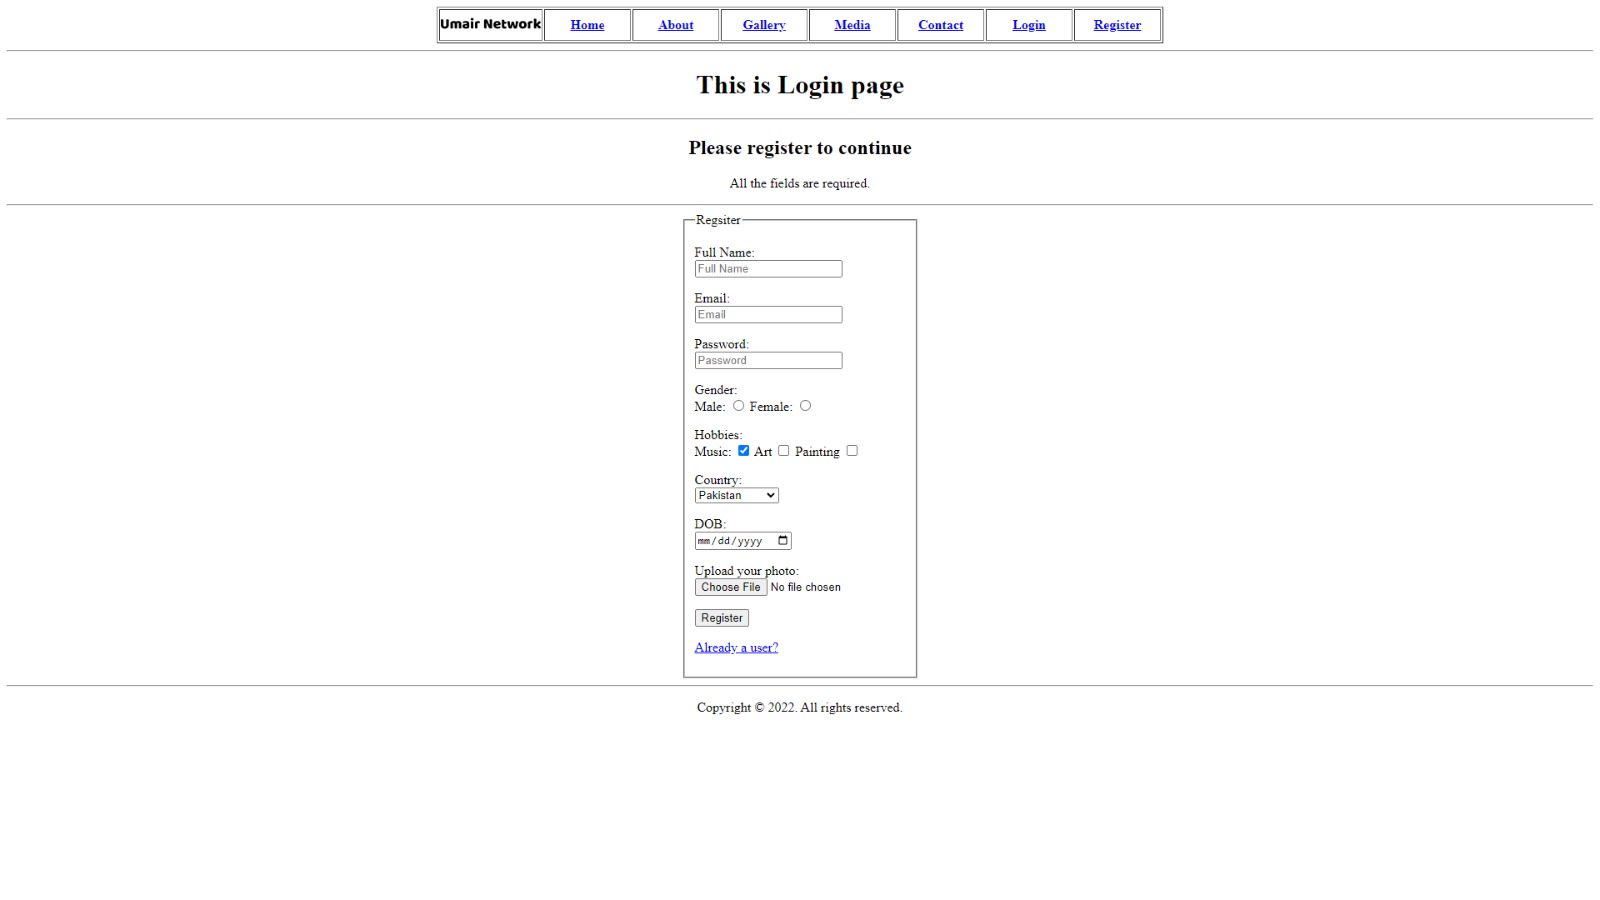 Umair Network Home About Gallery Media Contact Login Register
This is Login page
Please register to continue
All the fields are required.
Regsiter
Full Name:
Full Name
Email:
Email
Password:
Password
Gender:
Male: Female:
Hobbies:
Music: Art Painting
Country:
Pakistan
DOB:
mm/dd/yyyy
Upload your photo:
Choose File No file chosen
Register
Already a user?
Copyright © 2022. All rights reserved.